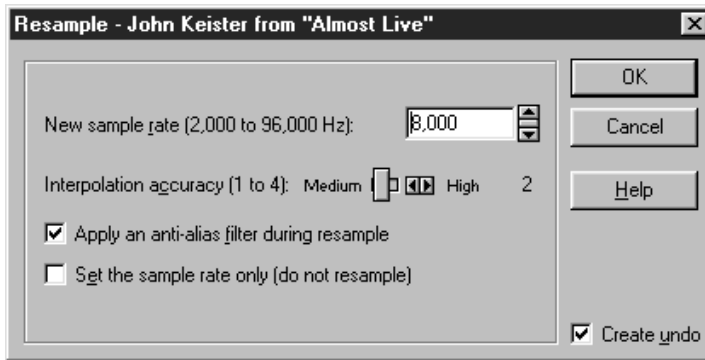 Resample - John Keister from "Almost Live"
New sample rate (2,000 to 96,000 Hz): 8,000
Interpolation accuracy (1 to 4): Medium High 2
Apply an anti-alias filter during resample
Set the sample rate only (do not resample)
OK
Cancel
Help
Create undo